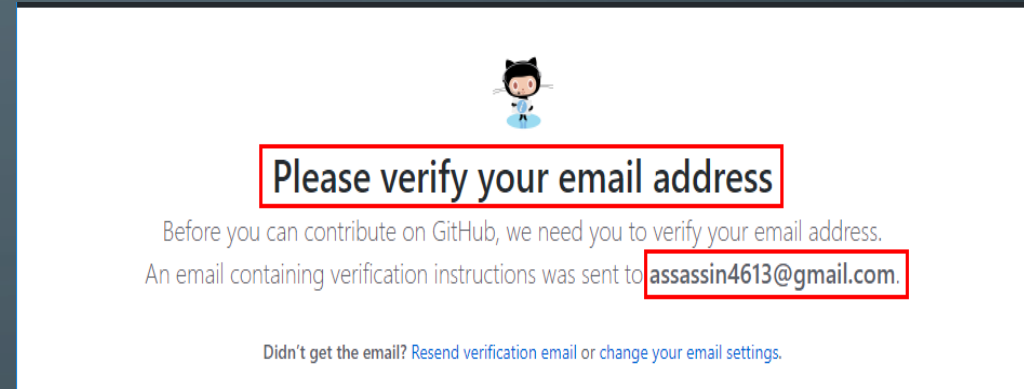 Please verify your email address
Before you can contribute on GitHub, we need you to verify your email address.
An email containing verification instructions was sent to assassin4613@gmail.com.
Didn't get the email? Resend verification email or change your email settings.